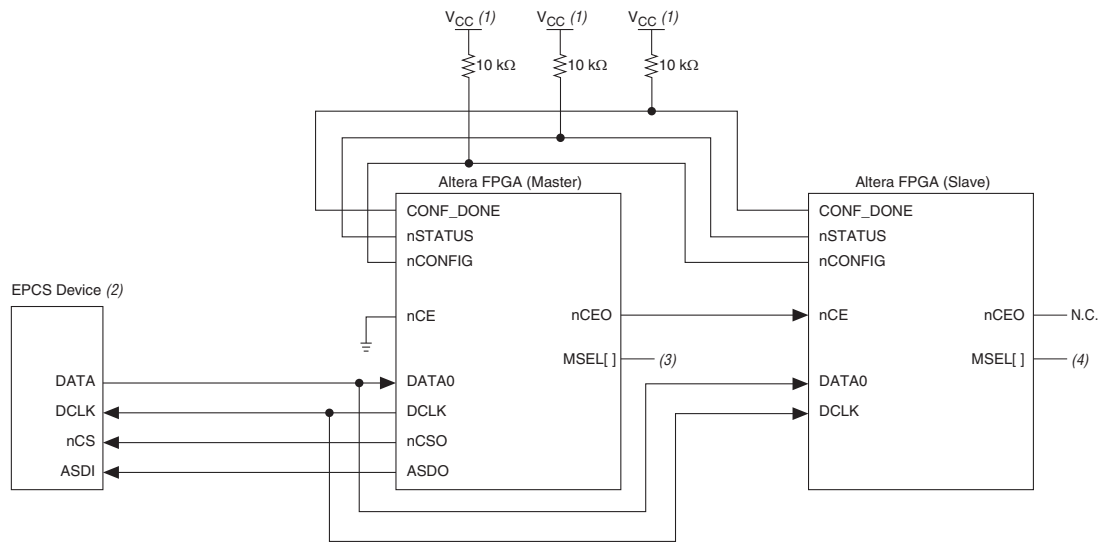 VCC (1) VCC (1) VCC (1)
10 kΩ 10 kΩ 10 kΩ
Altera FPGA (Master)
CONF_DONE
nSTATUS
nCONFIG
nCE
nCEO
MSEL[ ] (3)
DATA0
DCLK
nCSO
ASDO
Altera FPGA (Slave)
CONF_DONE
nSTATUS
nCONFIG
nCE
nCEO N.C.
MSEL[ ] (4)
DATA0
DCLK
EPCS Device (2)
DATA
DCLK
nCS
ASDI